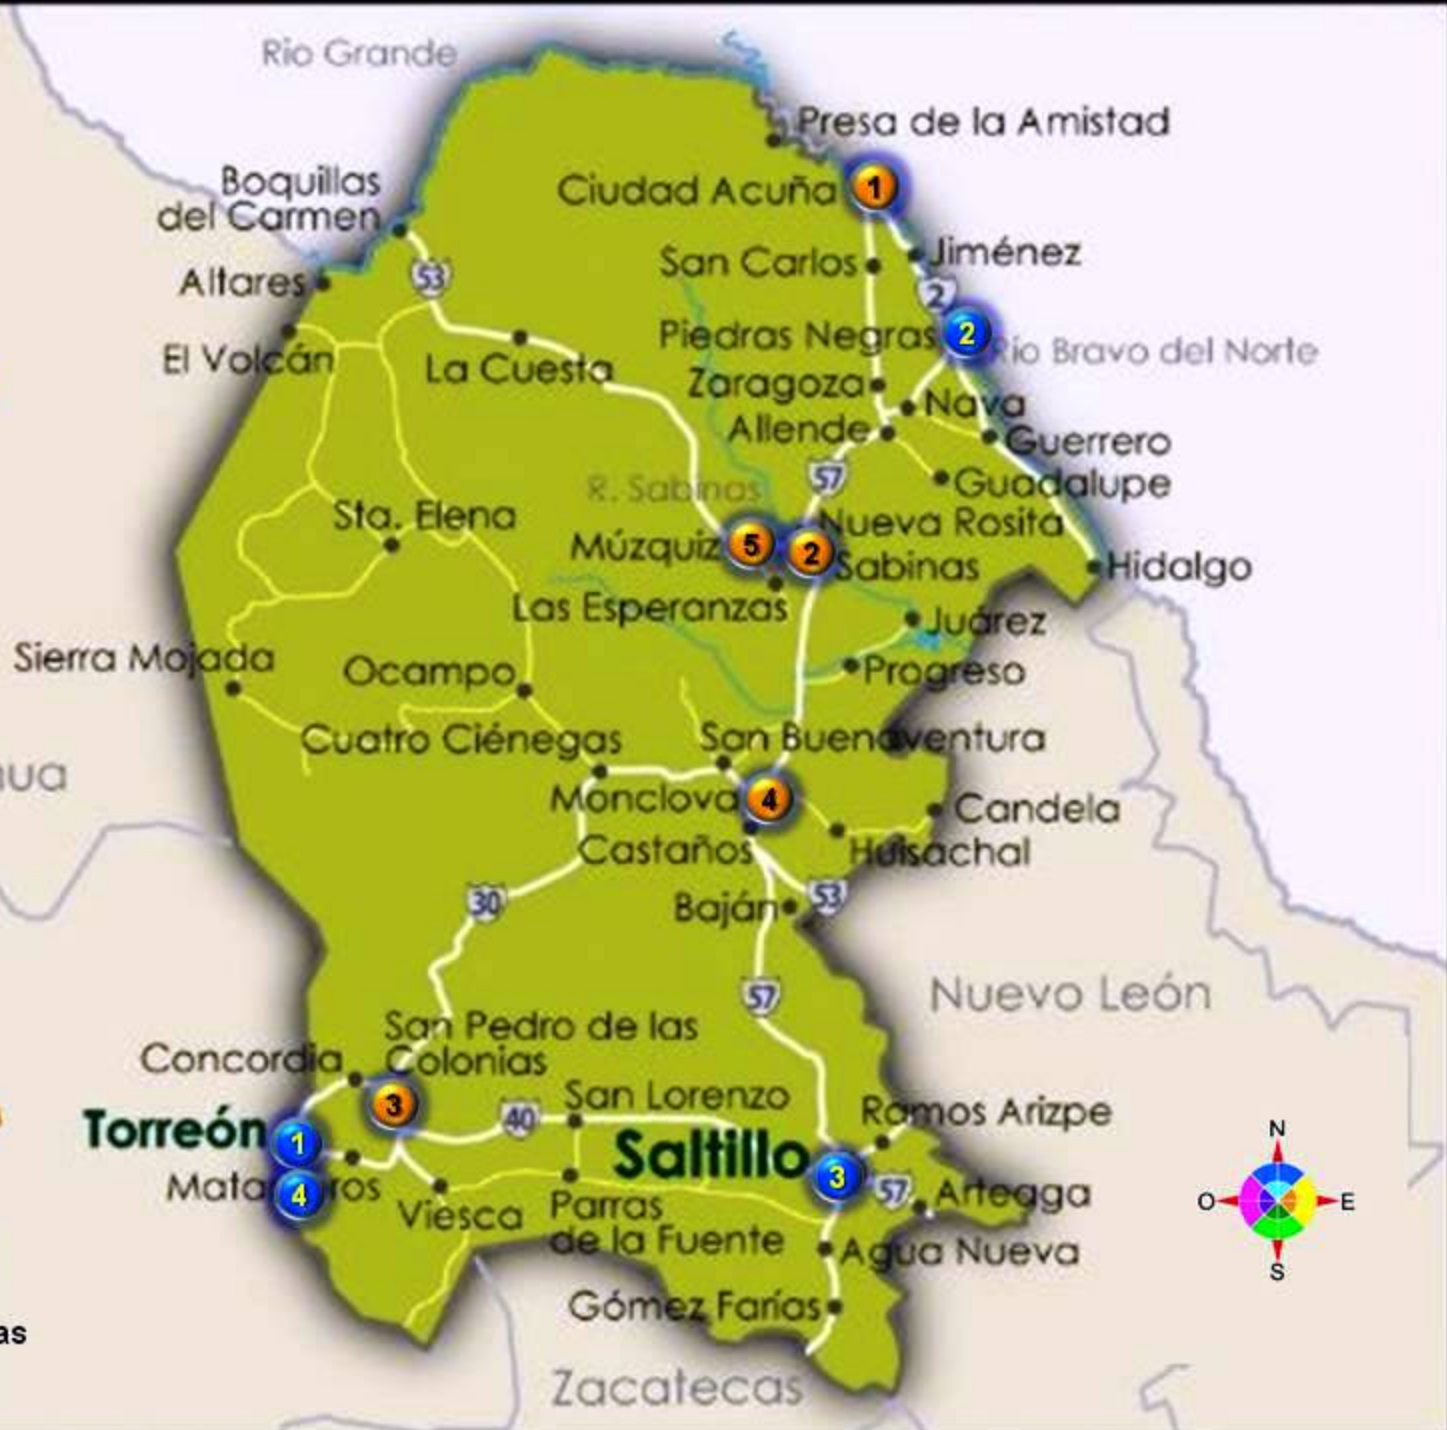 Rio Grande
Presa de la Amistad
Boquillas
del Carmen
Ciudad Acuña
1
San Carlos
Jiménez
Altares
53
2
Piedras Negras
2
Río Bravo del Norte
El Volcán
La Cuesta
Zaragoza
Nava
Allende
Guerrero
57
Guadalupe
R. Sabinas
Sta. Elena
Nueva Rosita
Múzquiz
5
2
Sabinas
Hidalgo
Las Esperanzas
Juárez
Sierra Mojada
Ocampo
Progreso
Cuatro Ciénegas
San Buenaventura
ua
Monclova
4
Candela
Castaños
Huisachal
30
Baján
53
57
Nuevo León
San Pedro de las
Colonias
Concordia
3
San Lorenzo
40
Ramos Arizpe
Torreón
1
Saltillo
3
57
Arteaga
Mata
4
ros
Viesca
Parras
de la Fuente
Agua Nueva
Gómez Farías
Zacatecas
as
N
O
E
S